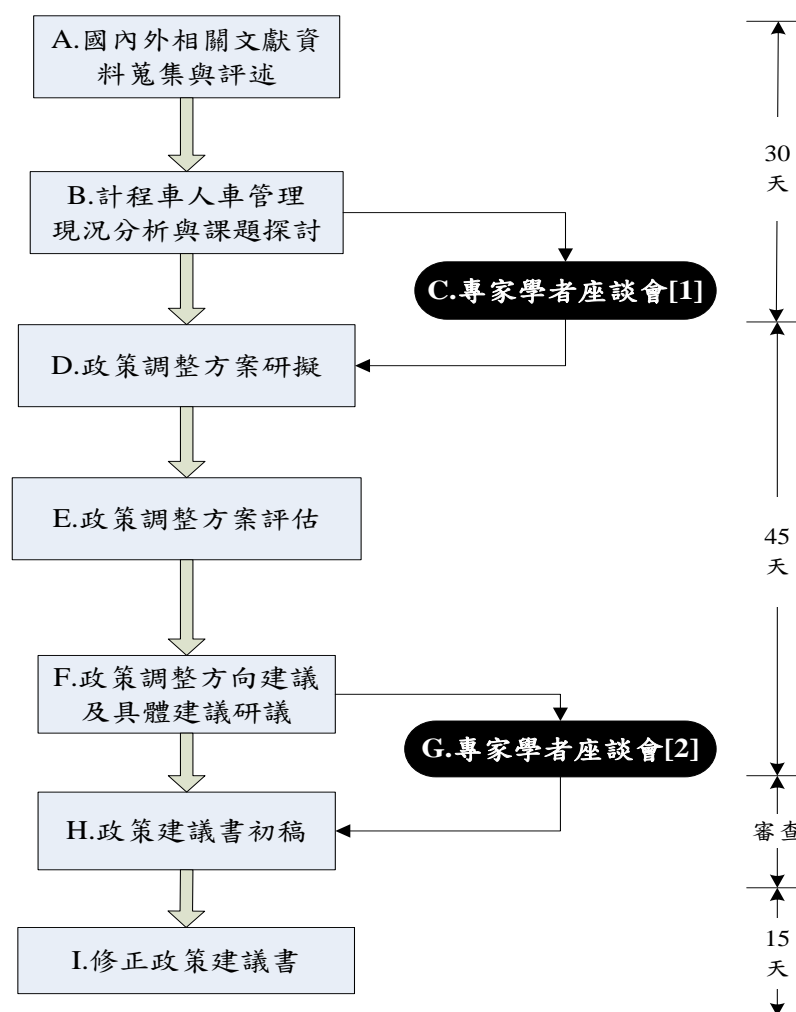 A.國內外相關文獻資
料蒐集與評述
B.計程車人車管理
現況分析與課題探討
C.專家學者座談會[1]
D.政策調整方案研擬
E.政策調整方案評估
F.政策調整方向建議
及具體建議研議
G.專家學者座談會[2]
H.政策建議書初稿
I.修正政策建議書
30
天
45
天
審查
15
天